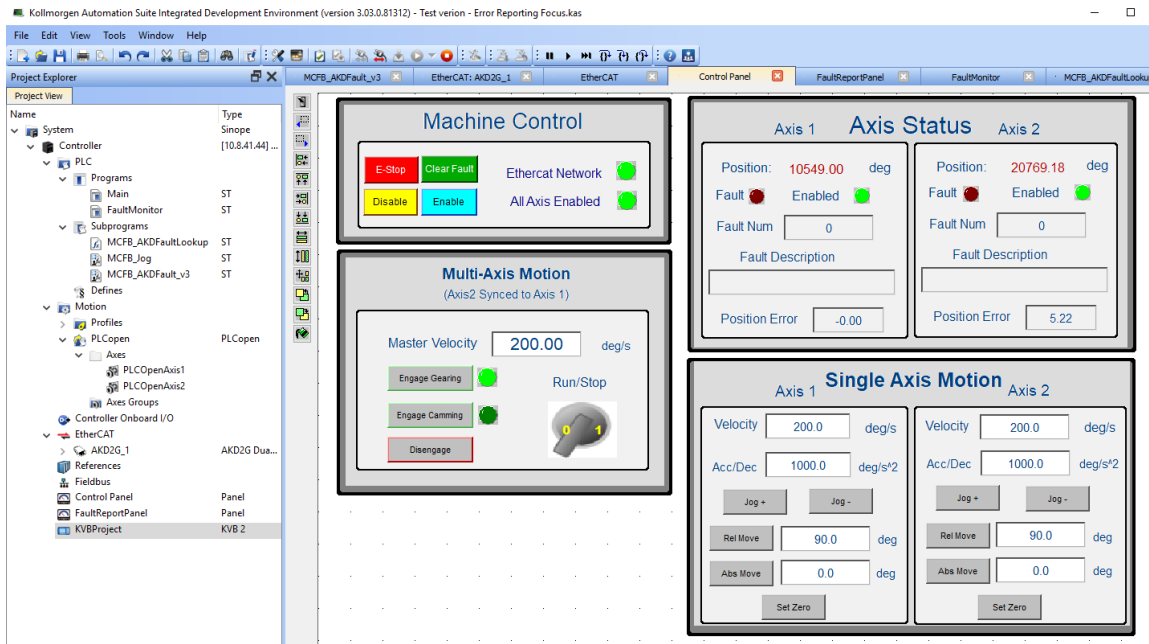 Kollmorgen Automation Suite Integrated Development Environment (version 3.03.0.81312) - Test verion - Error Reporting Focus.kas
File Edit View Tools Window Help
Project Explorer
Project View
Name Type
System Sinope
Controller [10.8.41.44] ...
PLC
Programs
Main ST
FaultMonitor ST
Subprograms
MCFB_AKDFaultLookup ST
MCFB_Jog ST
MCFB_AKDFault_v3 ST
Defines
Motion
Profiles
PLCopen PLCopen
Axes
PLCOpenAxis1
PLCOpenAxis2
Axes Groups
Controller Onboard I/O
EtherCAT
AKD2G_1 AKD2G Dua...
References
Fieldbus
Control Panel Panel
FaultReportPanel Panel
KVBProject KVB 2
MCFB_AKDFault_v3 EtherCAT: AKD2G_1 EtherCAT Control Panel FaultReportPanel FaultMonitor MCFB_AKDFaultLooku
Machine Control
E-Stop Clear Fault Ethercat Network
Disable Enable All Axis Enabled
Multi-Axis Motion
(Axis2 Synced to Axis 1)
Master Velocity 200.00 deg/s
Engage Gearing Run/Stop
Engage Camming 0 1
Disengage
Axis 1 Axis Status Axis 2
Position: 10549.00 deg
Fault Enabled
Fault Num 0
Fault Description
Position Error -0.00
Position: 20769.18 deg
Fault Enabled
Fault Num 0
Fault Description
Position Error 5.22
Axis 1 Single Axis Motion Axis 2
Velocity 200.0 deg/s
Acc/Dec 1000.0 deg/s^2
Jog + Jog -
Rel Move 90.0 deg
Abs Move 0.0 deg
Set Zero
Velocity 200.0 deg/s
Acc/Dec 1000.0 deg/s^2
Jog + Jog -
Rel Move 90.0 deg
Abs Move 0.0 deg
Set Zero